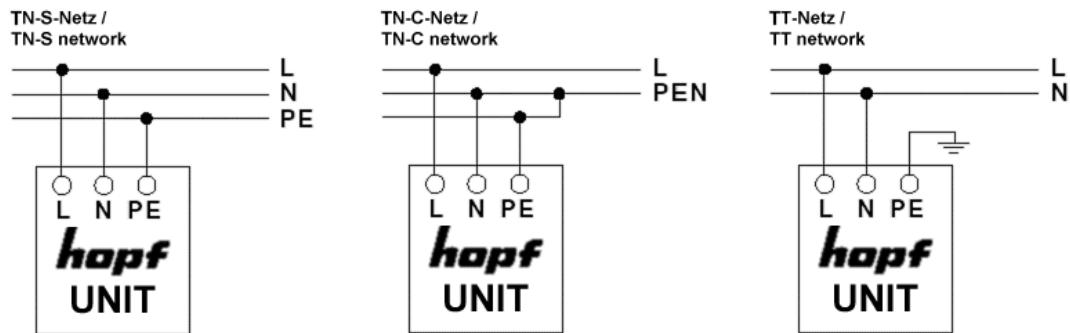 TN-S-Netz /
TN-S network
L
N
PE
L N PE
hopf
UNIT
TN-C-Netz /
TN-C network
L
PEN
L N PE
hopf
UNIT
TT-Netz /
TT network
L
N
L N PE
hopf
UNIT